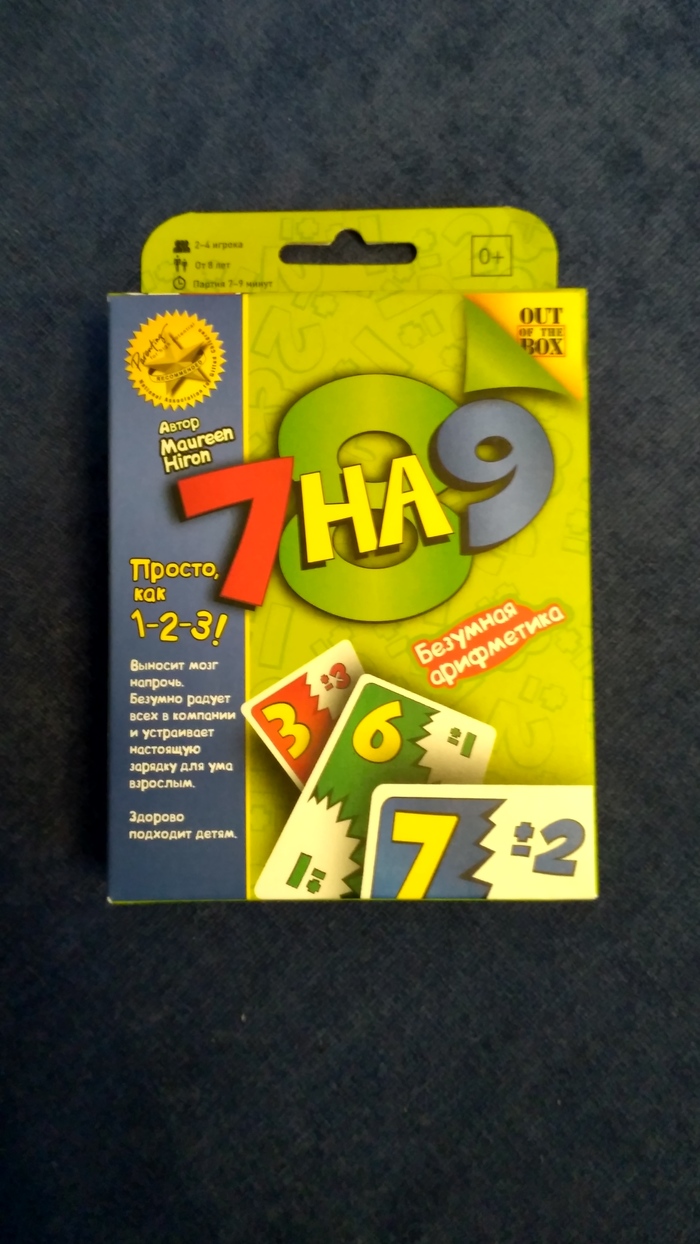 2-4 игрока
От 8 лет
Партия 7-9 минут
0+
OUT
OF THE
BOX
RECOMMENDED
Автор
Maureen
Hiron
8
7 НА 9
Просто,
как
1-2-3!
Безумная
арифметика
Выносит мозг
напрочь.
Безумно радует
всех в компании
и устраивает
настоящую
зарядку для ума
взрослым.
Здорово
подходит детям.
3 ±3
6 ±1
±1
7 ±2